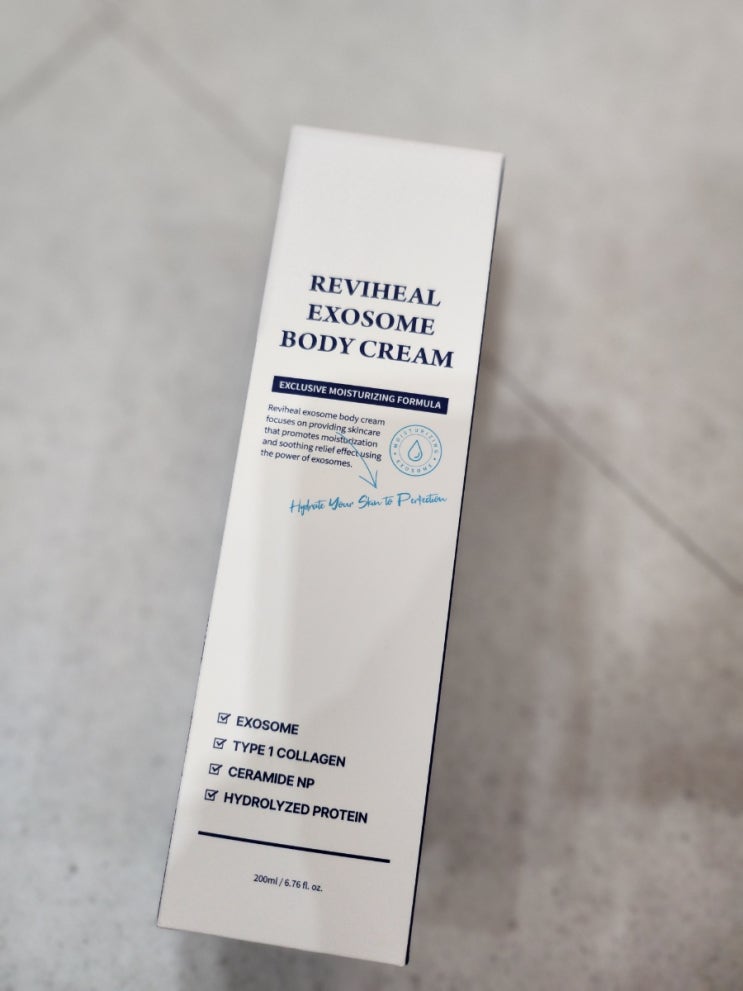 REVIHEAL
EXOSOME
BODY CREAM
EXCLUSIVE MOISTURIZING FORMULA
Reviheal exosome body cream
focuses on providing skincare
that promotes moisturization
and soothing relief effect using
the power of exosomes.
MOISTURIZING
EXOSOMES
Hydrate Your Skin to Perfection
EXOSOME
TYPE 1 COLLAGEN
CERAMIDE NP
HYDROLYZED PROTEIN
200ml / 6.76 fl. oz.